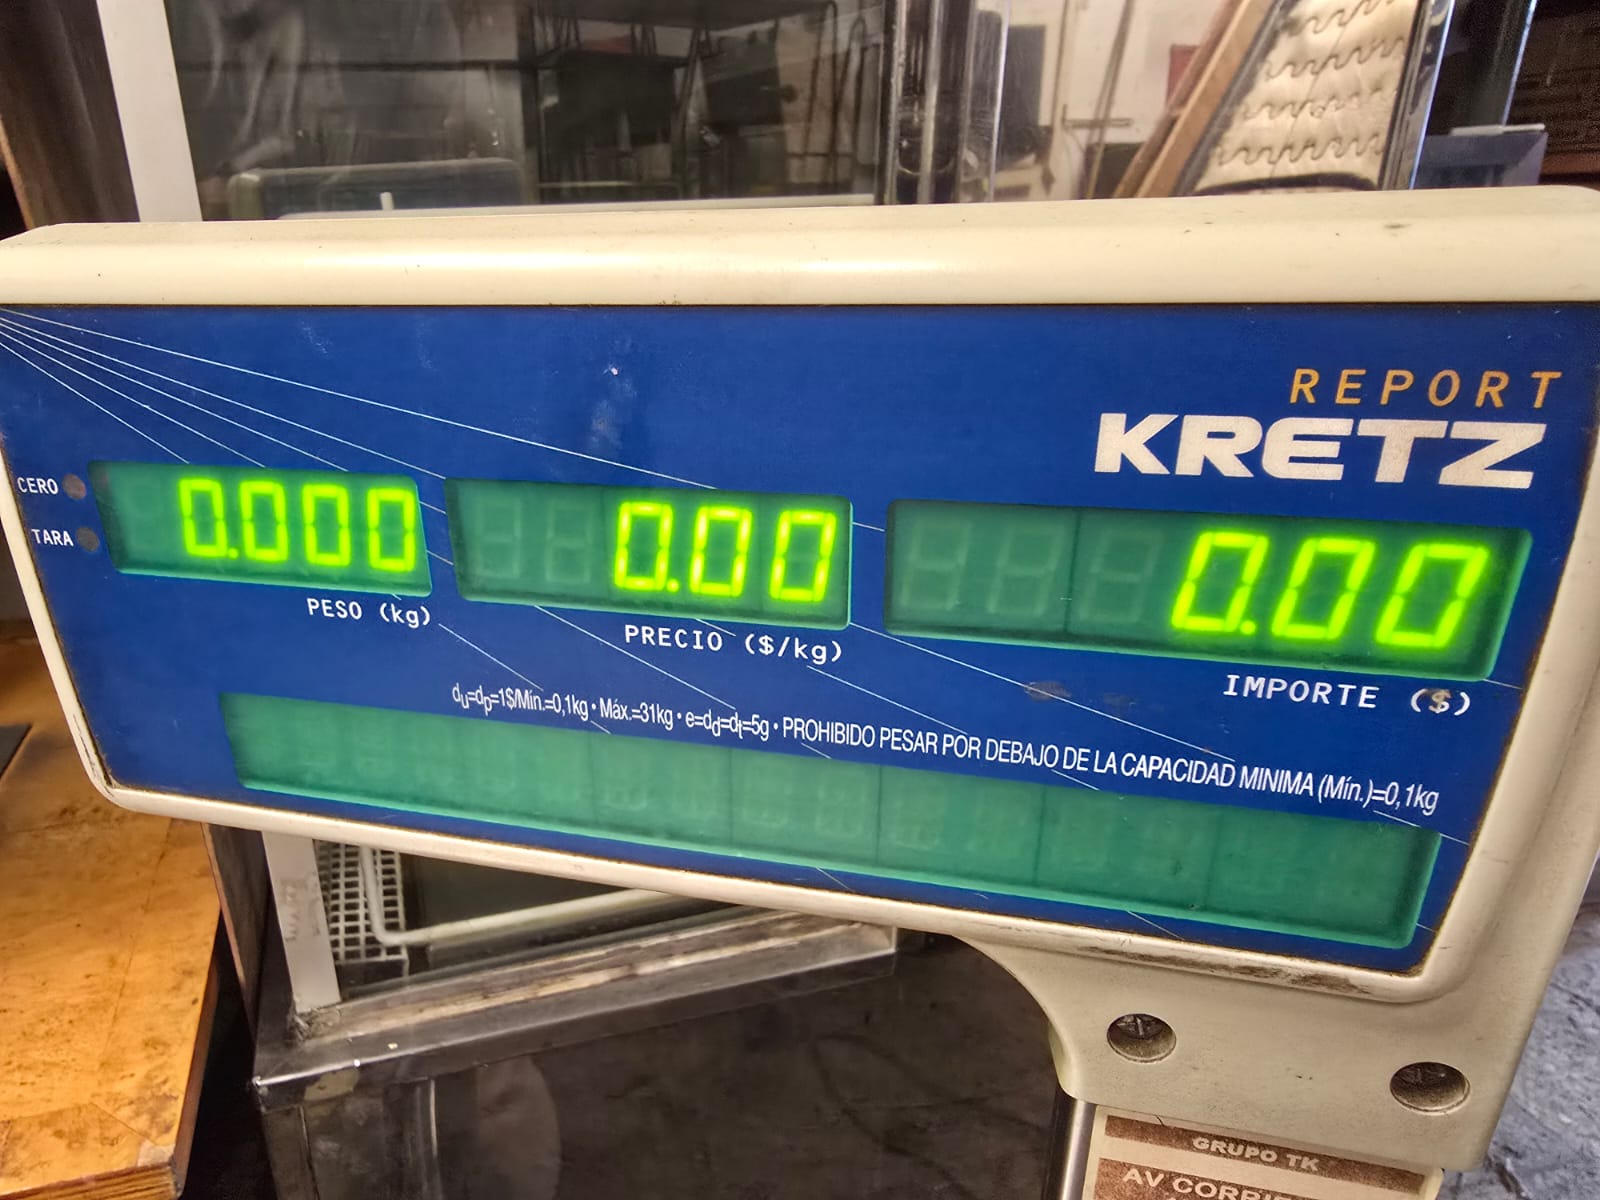 REPORT
KRETZ
CERO
TARA
0.000
0.00
0.00
PESO (kg)
PRECIO ($/kg)
IMPORTE ($)
du=dp=1$/Mín.=0,1kg • Máx.=31kg • e=dd=dt=5g • PROHIBIDO PESAR POR DEBAJO DE LA CAPACIDAD MINIMA (Mín.)=0,1kg
GRUPO TK
AV